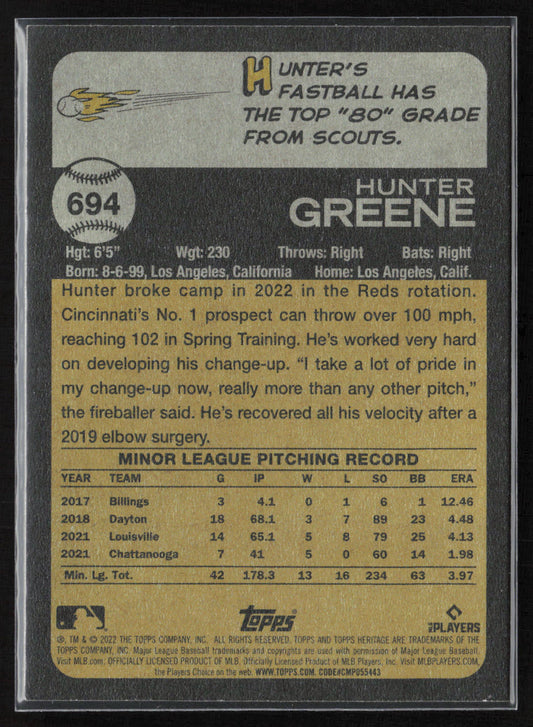 HUNTER'S
FASTBALL HAS
THE TOP "80" GRADE
FROM SCOUTS.
694
HUNTER
GREENE
Hgt: 6'5" Wgt: 230 Throws: Right Bats: Right
Born: 8-6-99, Los Angeles, California Home: Los Angeles, Calif.
Hunter broke camp in 2022 in the Reds rotation.
Cincinnati's No. 1 prospect can throw over 100 mph,
reaching 102 in Spring Training. He's worked very hard
on developing his change-up. "I take a lot of pride in
my change-up now, really more than any other pitch,"
the fireballer said. He's recovered all his velocity after a
2019 elbow surgery.
MINOR LEAGUE PITCHING RECORD
YEAR TEAM G IP W L SO BB ERA
2017 Billings 3 4.1 0 1 6 1 12.46
2018 Dayton 18 68.1 3 7 89 23 4.48
2021 Louisville 14 65.1 5 8 79 25 4.13
2021 Chattanooga 7 41 5 0 60 14 1.98
Min. Lg. Tot. 42 178.3 13 16 234 63 3.97
Topps
PLAYERS
®, TM & © 2022 THE TOPPS COMPANY, INC. ALL RIGHTS RESERVED. TOPPS AND TOPPS HERITAGE ARE TRADEMARKS OF THE
TOPPS COMPANY, INC. Major League Baseball trademarks and copyrights are used with permission of Major League Baseball.
Visit MLB.com. OFFICIALLY LICENSED PRODUCT OF MLB. OFFICIALLY LICENSED PRODUCT OF MLB Players, Inc. Visit MLBPLAYERS.com,
the Players Choice on the web. WWW.TOPPS.COM. CODE#CMP055443